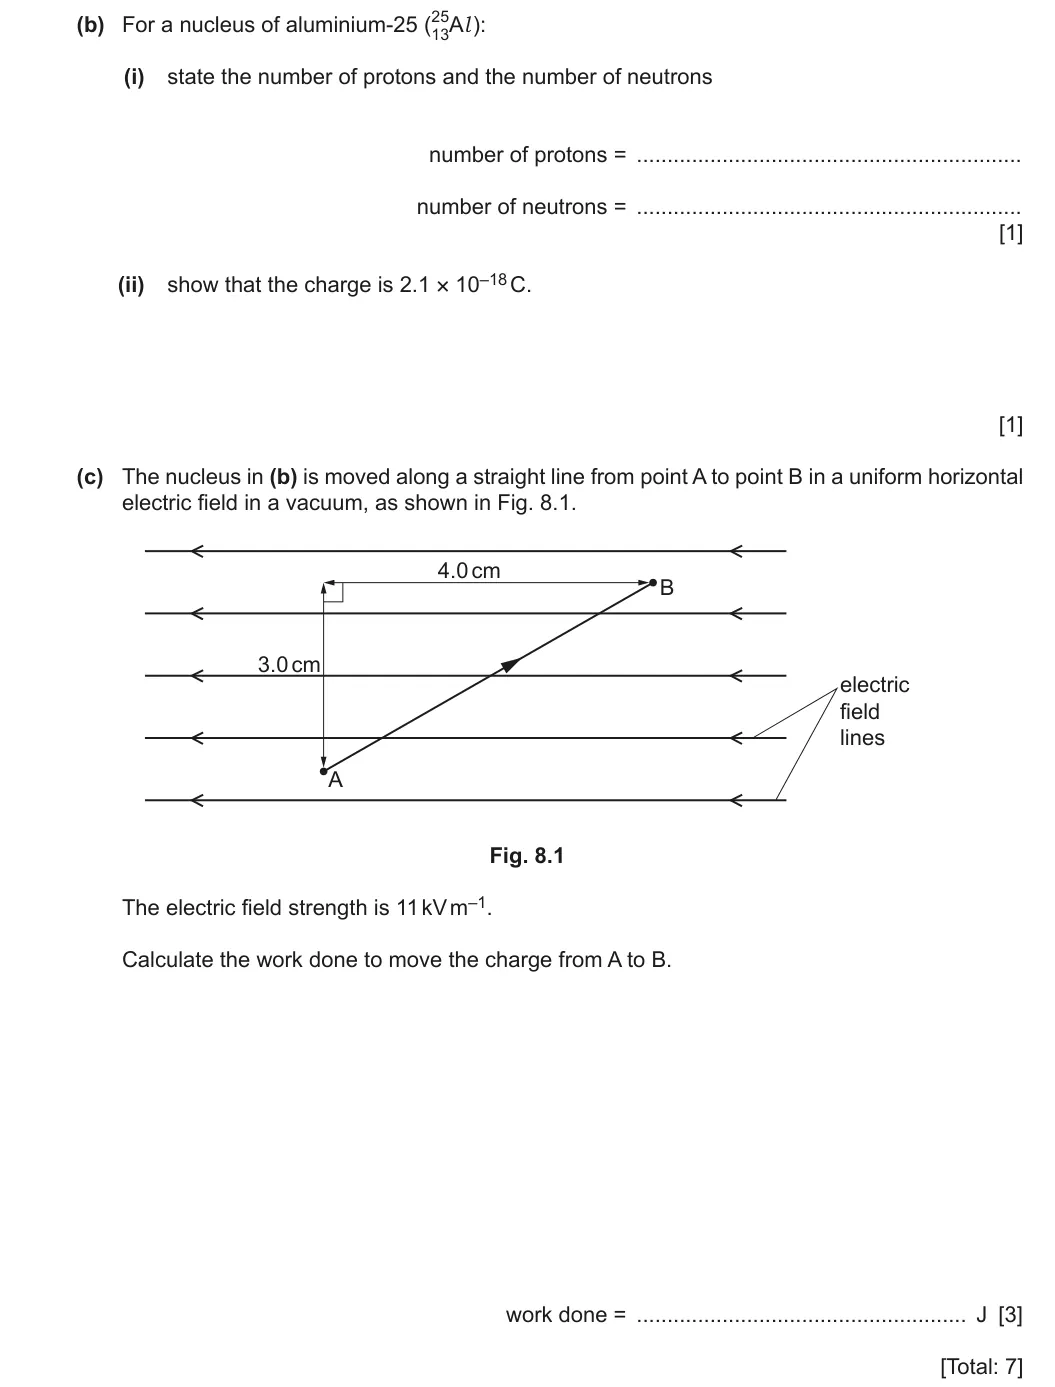 (b) For a nucleus of aluminium-25 (²⁵₁₃Al):
(i) state the number of protons and the number of neutrons
number of protons = ...............................................................
number of neutrons = ...............................................................
[1]
(ii) show that the charge is 2.1 × 10⁻¹⁸ C.
[1]
(c) The nucleus in (b) is moved along a straight line from point A to point B in a uniform horizontal
electric field in a vacuum, as shown in Fig. 8.1.
4.0 cm
B
3.0 cm
electric
field
lines
A
Fig. 8.1
The electric field strength is 11 kV m⁻¹.
Calculate the work done to move the charge from A to B.
work done = ...................................................... J [3]
[Total: 7]